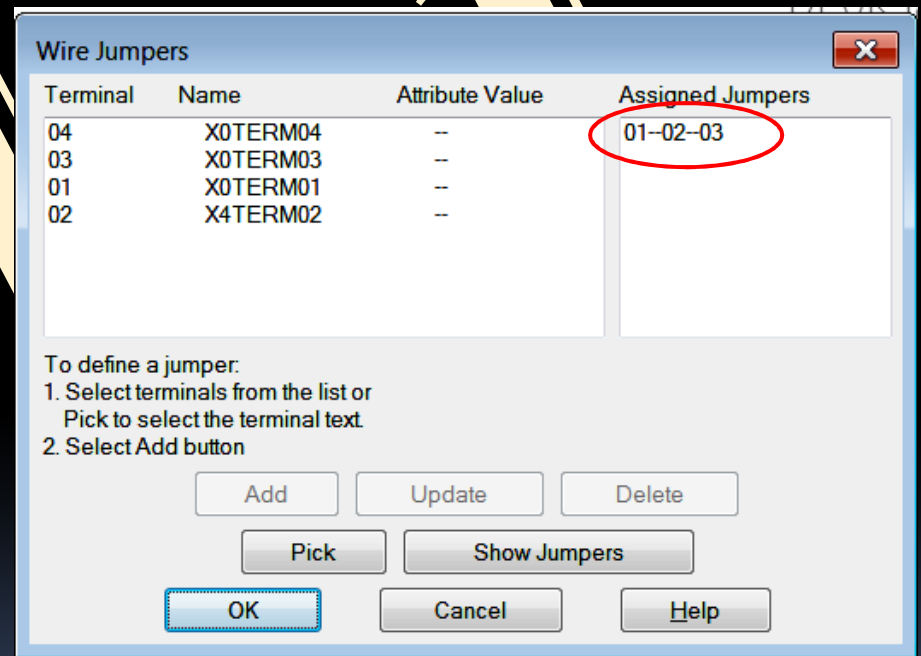 Wire Jumpers
Terminal Name Attribute Value Assigned Jumpers
04 X0TERM04 -- 01--02--03
03 X0TERM03 --
01 X0TERM01 --
02 X4TERM02 --
To define a jumper:
1. Select terminals from the list or
Pick to select the terminal text.
2. Select Add button
Add Update Delete
Pick Show Jumpers
OK Cancel Help